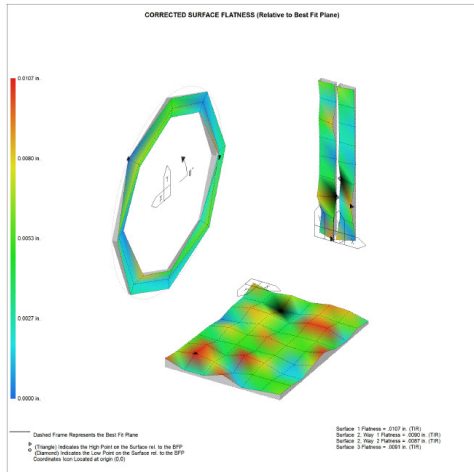 CORRECTED SURFACE FLATNESS (Relative to Best Fit Plane)
0.0107 in.
0.0080 in.
0.0053 in.
0.0027 in.
0.0000 in.
Dashed Frame Represents the Best Fit Plane
(Triangle) Indicates the High Point on the Surface rel. to the BFP
(Diamond) Indicates the Low Point on the Surface rel. to the BFP
Coordinates Icon Located at origin (0,0)
Surface 1 Flatness = .0107 in. (TIR)
Surface 2, Way 1 Flatness = .0090 in. (TIR)
Surface 2, Way 2 Flatness = .0087 in. (TIR)
Surface 3 Flatness = .0091 in. (TIR)